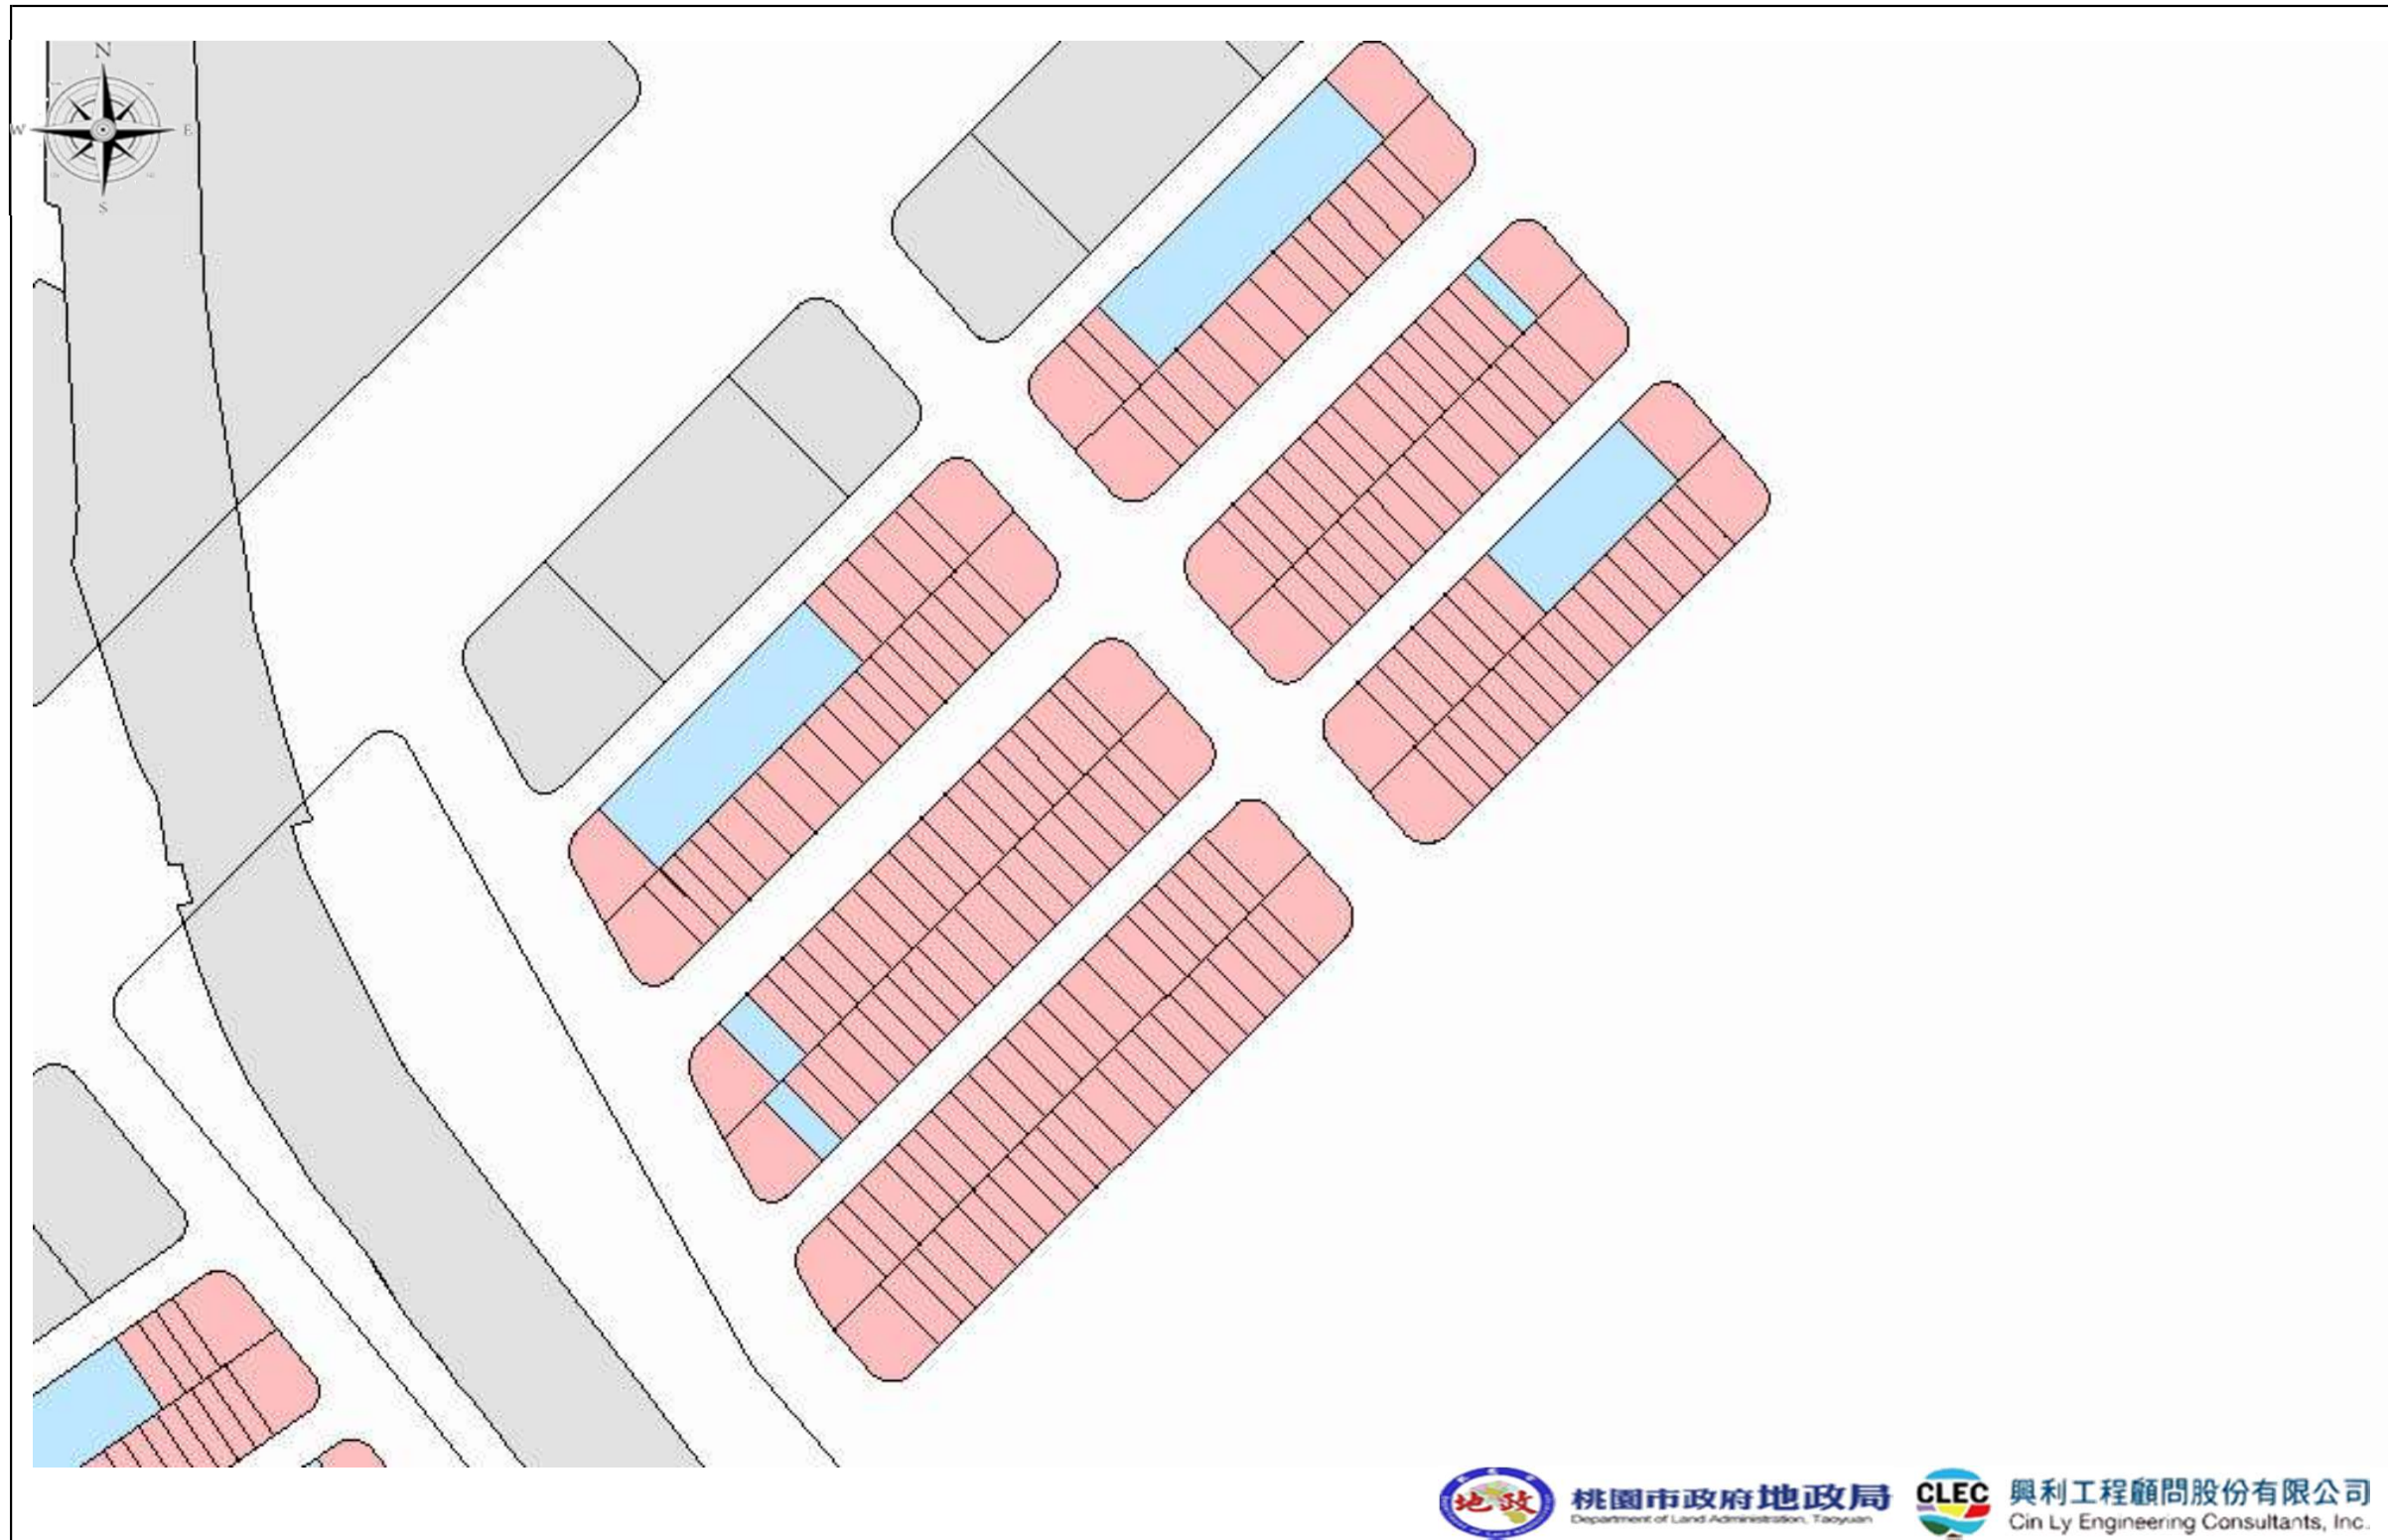 N
W
E
S
地政
桃園市政府地政局
Department of Land Administration, Taoyuan
CLEC
興利工程顧問股份有限公司
Cin Ly Engineering Consultants, Inc.